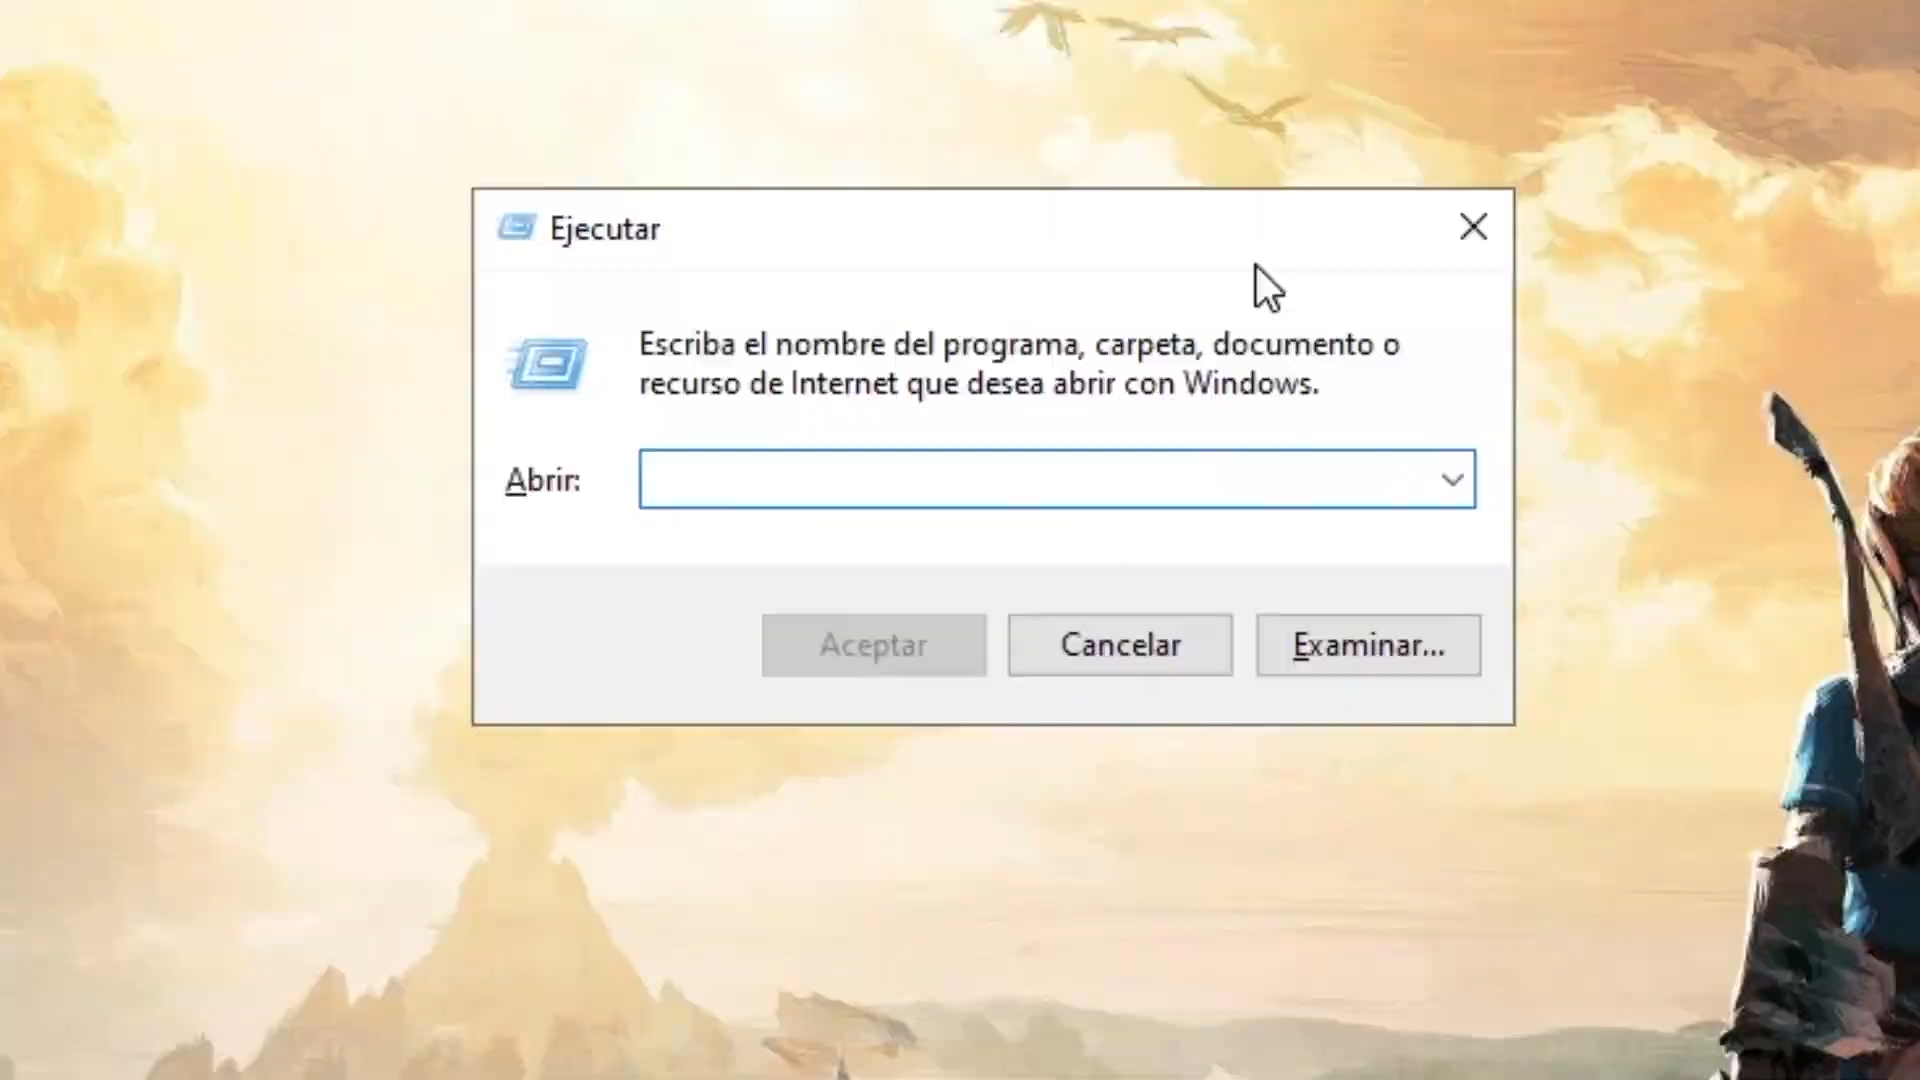 Ejecutar
Escriba el nombre del programa, carpeta, documento o
recurso de Internet que desea abrir con Windows.
Abrir:
Aceptar
Cancelar
Examinar...